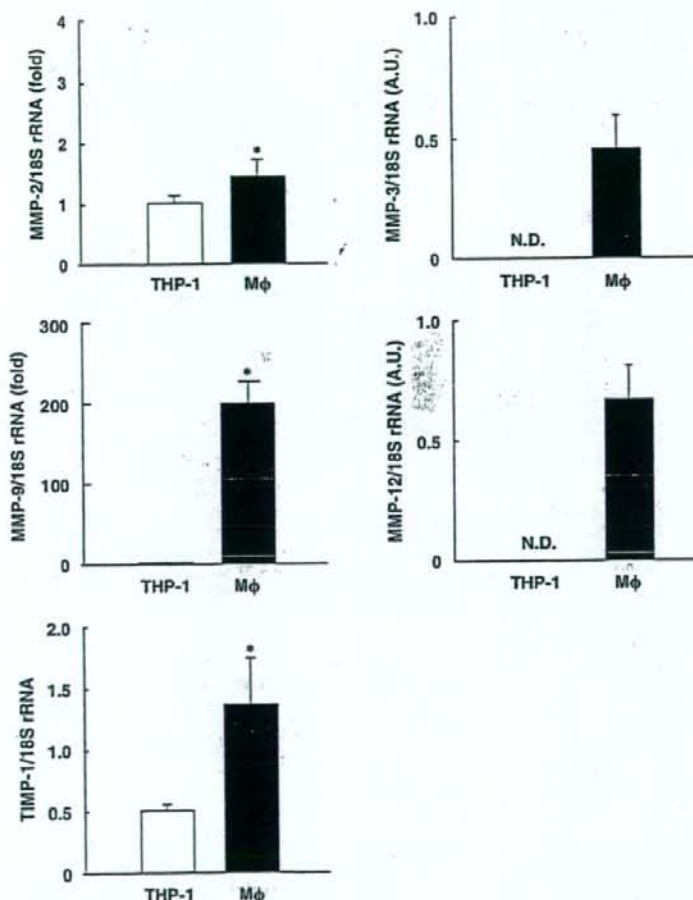 MMP-2/18S rRNA (fold)
4
3
2
1
0
*
THP-1 Mϕ
MMP-3/18S rRNA (A.U.)
1.0
0.5
0
N.D.
THP-1 Mϕ
MMP-9/18S rRNA (fold)
300
200
100
0
*
THP-1 Mϕ
MMP-12/18S rRNA (A.U.)
1.0
0.5
0
N.D.
THP-1 Mϕ
TIMP-1/18S rRNA
2.0
1.5
1.0
0.5
0
*
THP-1 Mϕ